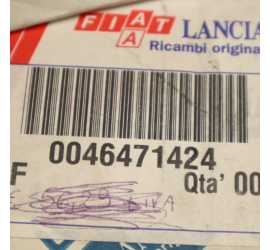 FIAT LANCIA
Ricambi origina
0046471424
F Qta' 00